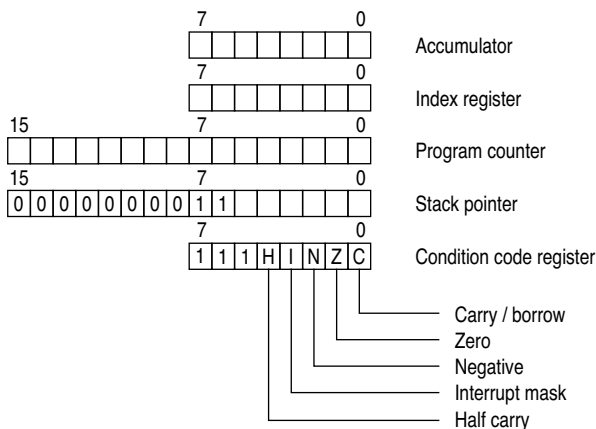 7 0
Accumulator
7 0
Index register
15 7 0
Program counter
15 7 0
0 0 0 0 0 0 0 0 1 1 Stack pointer
7 0
1 1 1 H I N Z C Condition code register
Carry / borrow
Zero
Negative
Interrupt mask
Half carry